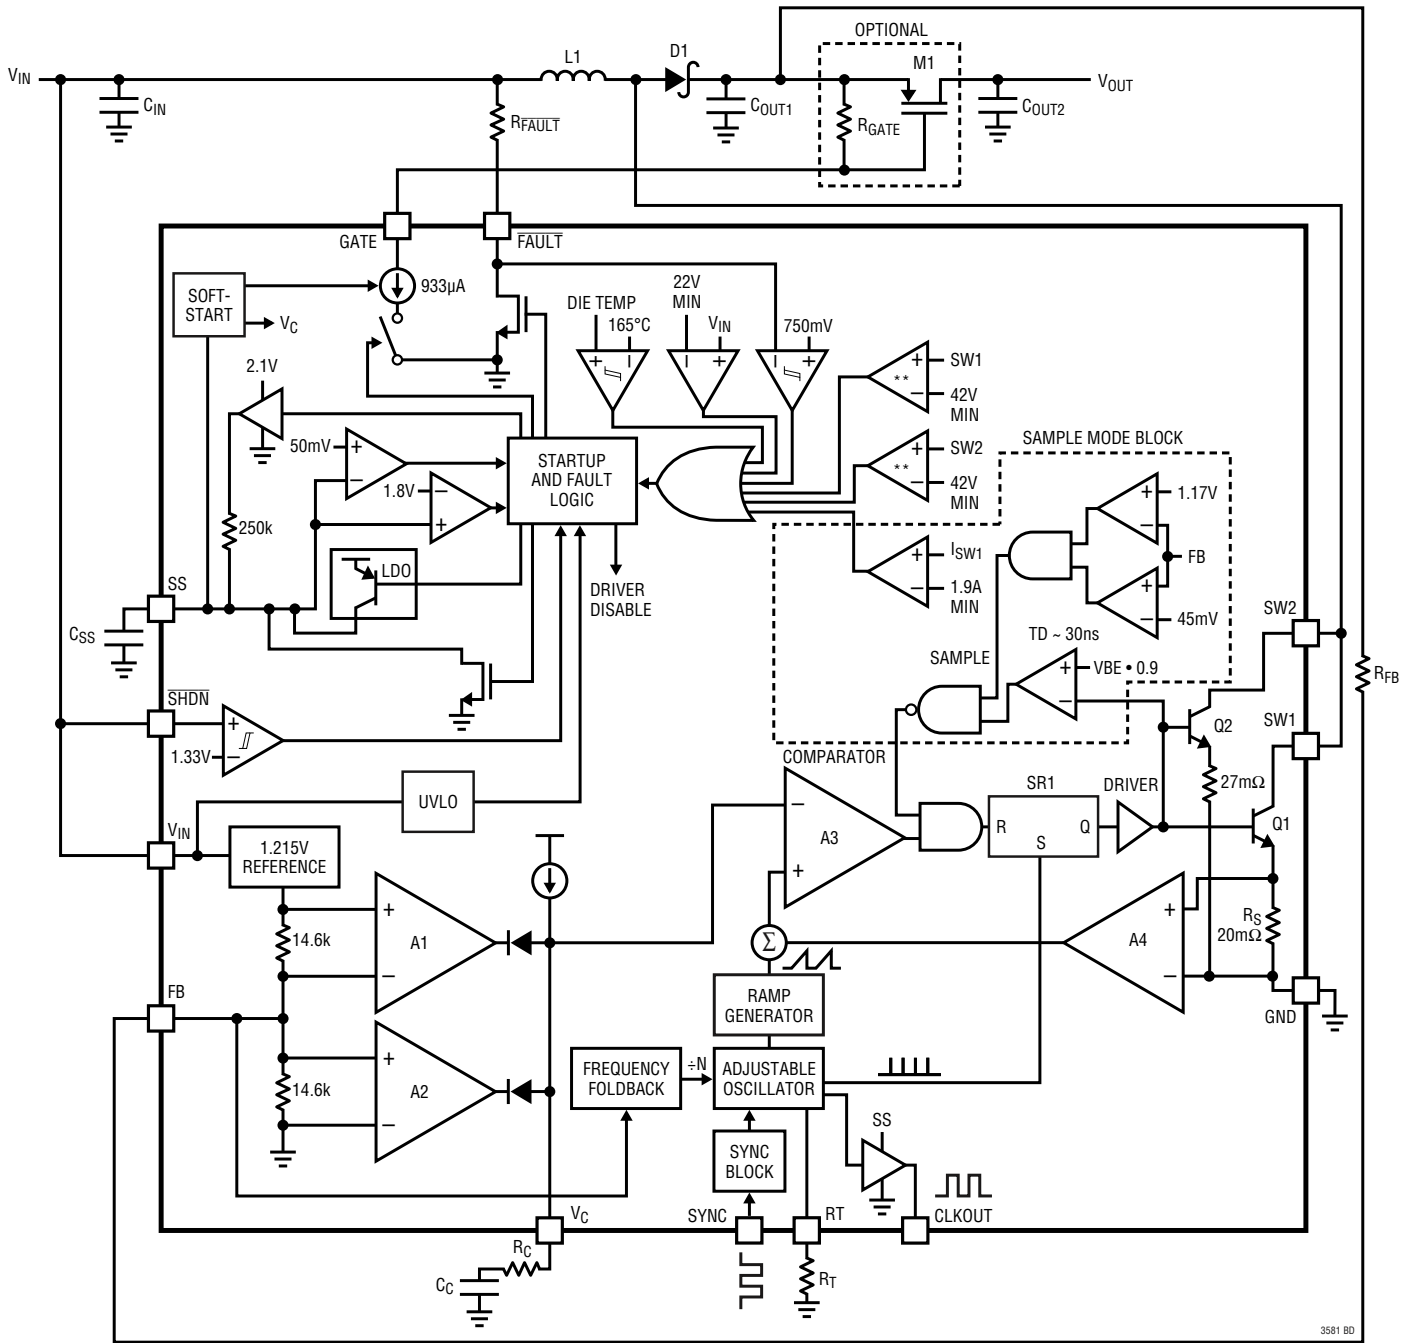 OPTIONAL
L1
D1
M1
VIN
VOUT
CIN
RFAULT
COUT1
RGATE
COUT2
GATE
FAULT
SOFT-
START
933µA
VC
22V
MIN
DIE TEMP
165°C
VIN
750mV
+
−
−
+
−
+
2.1V
+
SW1
**
−
42V
MIN
50mV
+
−
STARTUP
AND FAULT
LOGIC
+
SW2
**
−
42V
MIN
SAMPLE MODE BLOCK
1.8V
−
+
+
1.17V
−
250k
FB
LDO
DRIVER
DISABLE
+
ISW1
−
1.9A
MIN
+
−
45mV
SS
CSS
SW2
TD ~ 30ns
SAMPLE
+
VBE • 0.9
−
RFB
SHDN
+
1.33V
−
Q2
SW1
COMPARATOR
27mΩ
UVLO
SR1
DRIVER
VIN
−
A3
+
R
Q
S
Q1
1.215V
REFERENCE
+
A1
−
14.6k
Σ
+
A4
−
RS
20mΩ
FB
RAMP
GENERATOR
GND
14.6k
+
A2
−
FREQUENCY
FOLDBACK
÷N
ADJUSTABLE
OSCILLATOR
SS
SYNC
BLOCK
VC
SYNC
RT
CLKOUT
RC
CC
RT
3581 BD